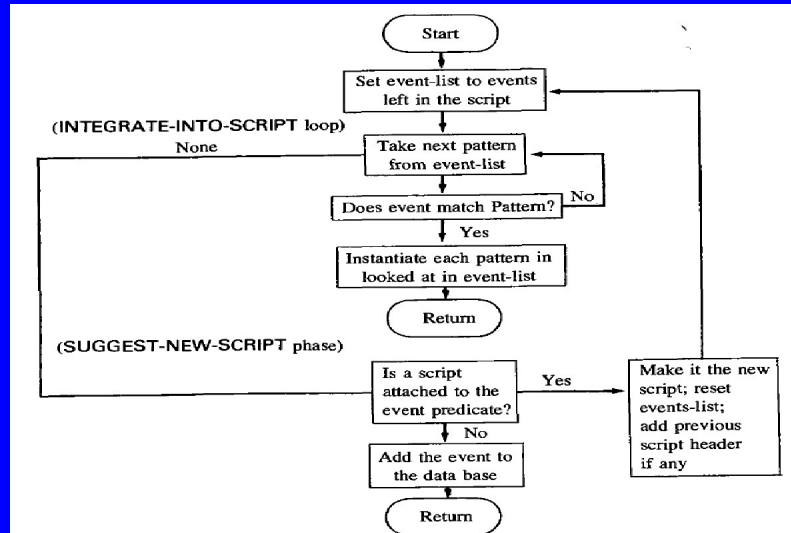 Start
Set event-list to events
left in the script
(INTEGRATE-INTO-SCRIPT loop)
None
Take next pattern
from event-list
Does event match Pattern?
No
Yes
Instantiate each pattern in
looked at in event-list
Return
(SUGGEST-NEW-SCRIPT phase)
Is a script
attached to the
event predicate?
Yes
Make it the new
script; reset
events-list;
add previous
script header
if any
No
Add the event to
the data base
Return